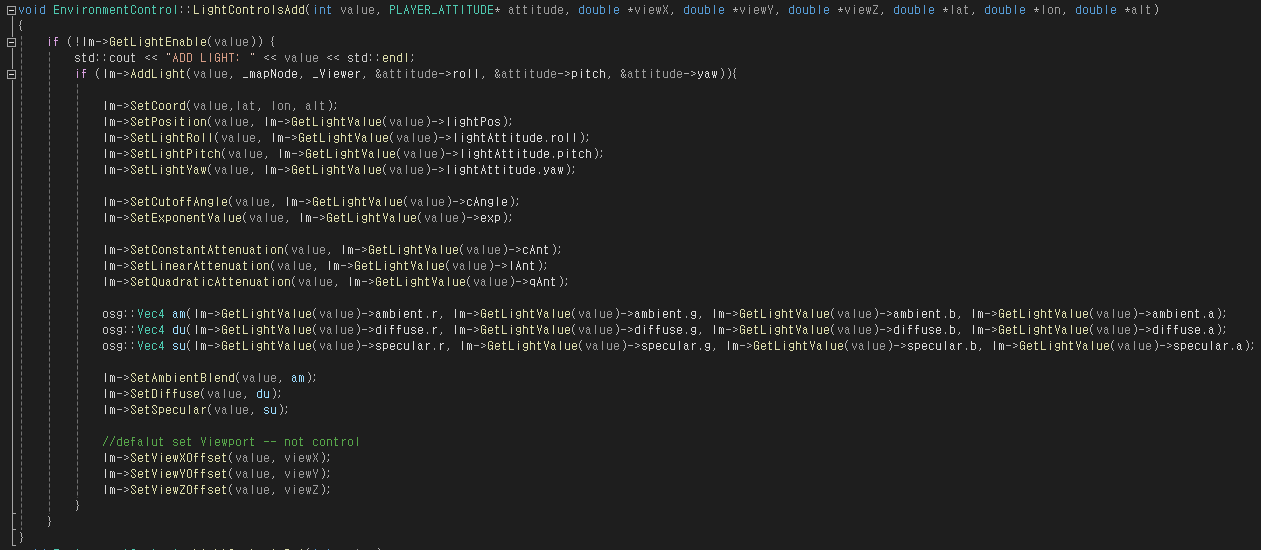 void EnvironmentControl::LightControlsAdd(int value, PLAYER_ATTITUDE* attitude, double *viewX, double *viewY, double *viewZ, double *lat, double *lon, double *alt)
{
if (!lm->GetLightEnable(value)) {
std::cout << "ADD LIGHT: " << value << std::endl;
if (lm->AddLight(value, _mapNode, _Viewer, &attitude->roll, &attitude->pitch, &attitude->yaw)){
lm->SetCoord(value,lat, lon, alt);
lm->SetPosition(value, lm->GetLightValue(value)->lightPos);
lm->SetLightRoll(value, lm->GetLightValue(value)->lightAttitude.roll);
lm->SetLightPitch(value, lm->GetLightValue(value)->lightAttitude.pitch);
lm->SetLightYaw(value, lm->GetLightValue(value)->lightAttitude.yaw);
lm->SetCutoffAngle(value, lm->GetLightValue(value)->cAngle);
lm->SetExponentValue(value, lm->GetLightValue(value)->exp);
lm->SetConstantAttenuation(value, lm->GetLightValue(value)->cAnt);
lm->SetLinearAttenuation(value, lm->GetLightValue(value)->lAnt);
lm->SetQuadraticAttenuation(value, lm->GetLightValue(value)->qAnt);
osg::Vec4 am(lm->GetLightValue(value)->ambient.r, lm->GetLightValue(value)->ambient.g, lm->GetLightValue(value)->ambient.b, lm->GetLightValue(value)->ambient.a);
osg::Vec4 du(lm->GetLightValue(value)->diffuse.r, lm->GetLightValue(value)->diffuse.g, lm->GetLightValue(value)->diffuse.b, lm->GetLightValue(value)->diffuse.a);
osg::Vec4 su(lm->GetLightValue(value)->specular.r, lm->GetLightValue(value)->specular.g, lm->GetLightValue(value)->specular.b, lm->GetLightValue(value)->specular.a);
lm->SetAmbientBlend(value, am);
lm->SetDiffuse(value, du);
lm->SetSpecular(value, su);
//defalut set Viewport -- not control
lm->SetViewXOffset(value, viewX);
lm->SetViewYOffset(value, viewY);
lm->SetViewZOffset(value, viewZ);
}
}
}